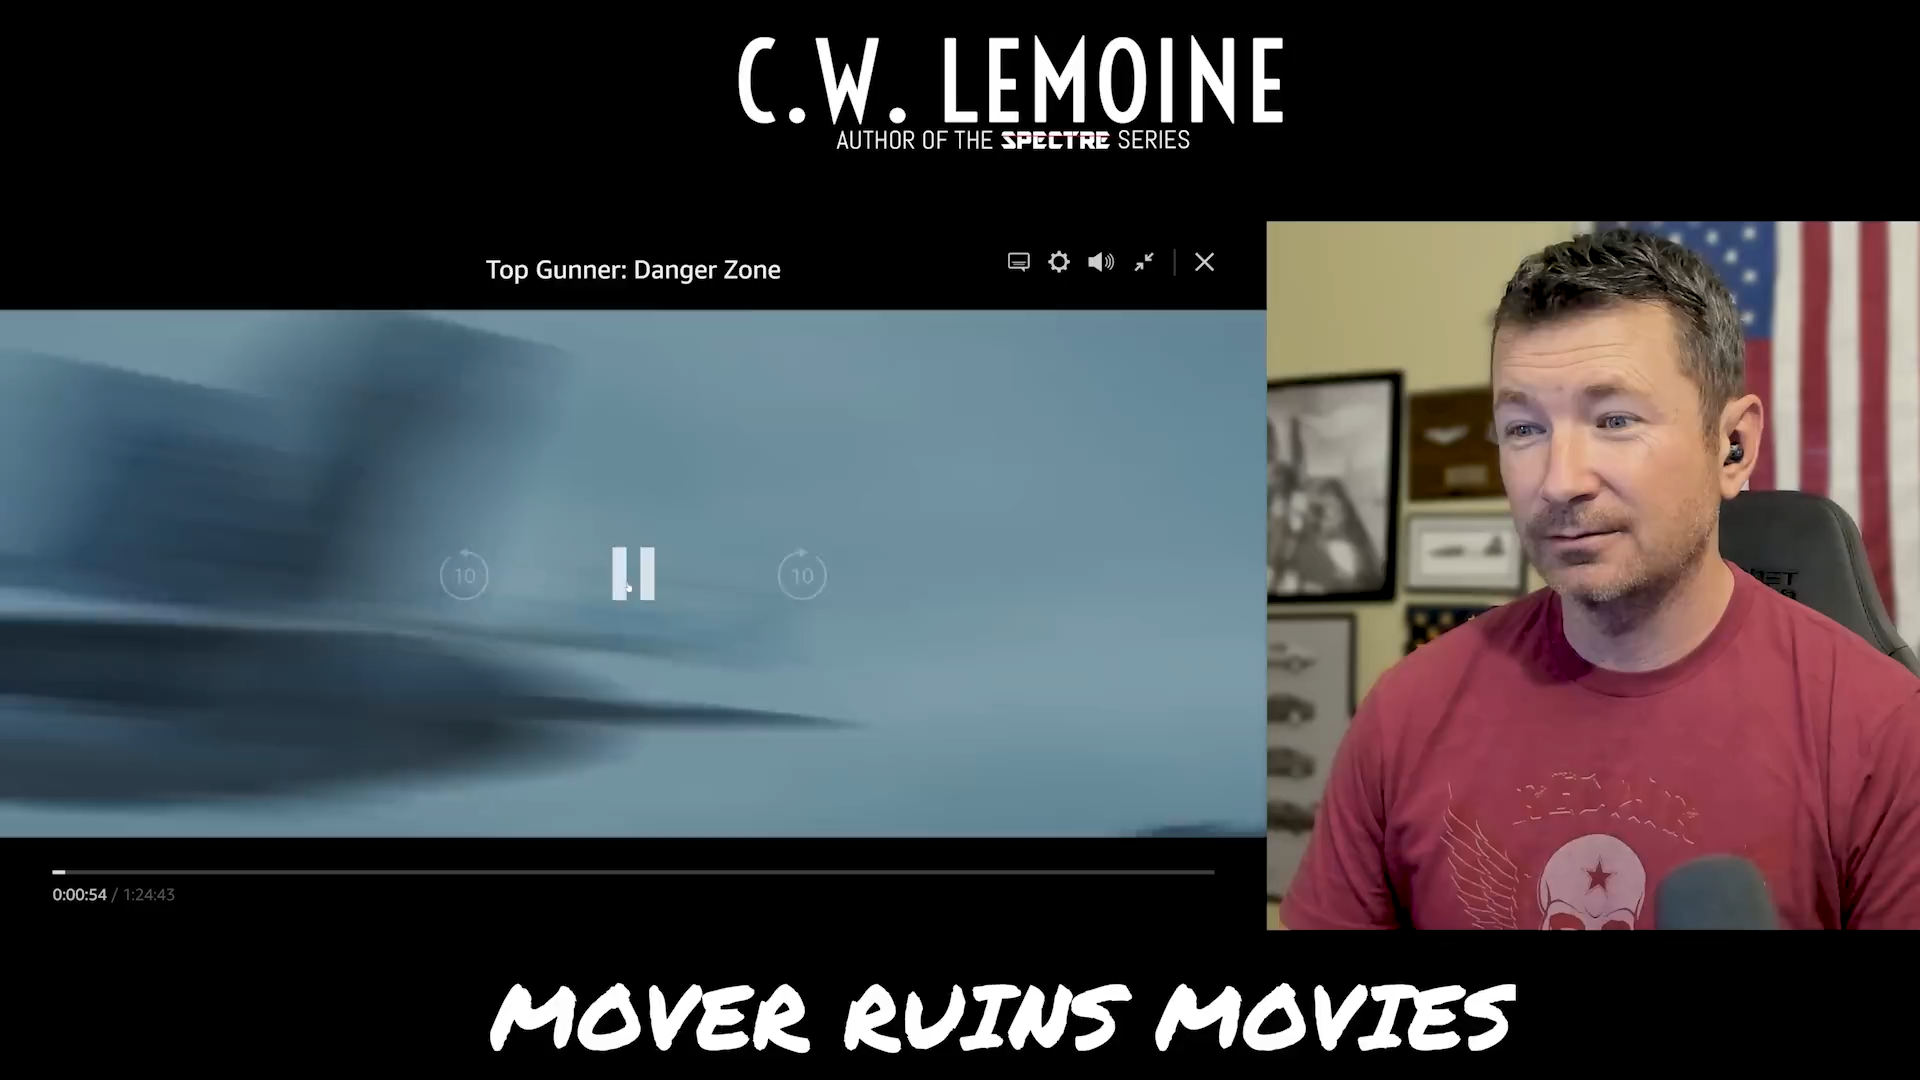 C.W. LEMOINE
AUTHOR OF THE SPECTRE SERIES
Top Gunner: Danger Zone
10
10
0:00:54 / 1:24:43
MOVER RUINS MOVIES